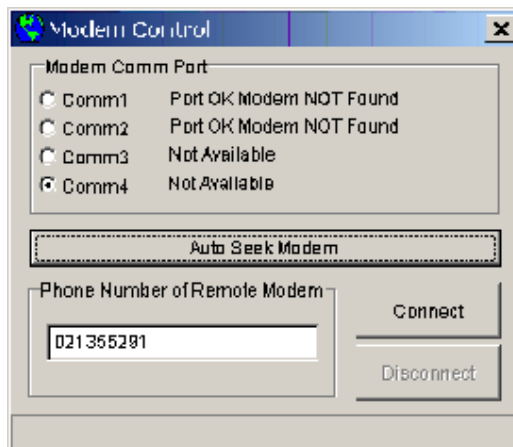 Modem Control
Modem Comm Port
Comm1 Port OK Modem NOT Found
Comm2 Port OK Modem NOT Found
Comm3 Not Available
Comm4 Not Available
Auto Seek Modem
Phone Number of Remote Modem
021355291
Connect
Disconnect